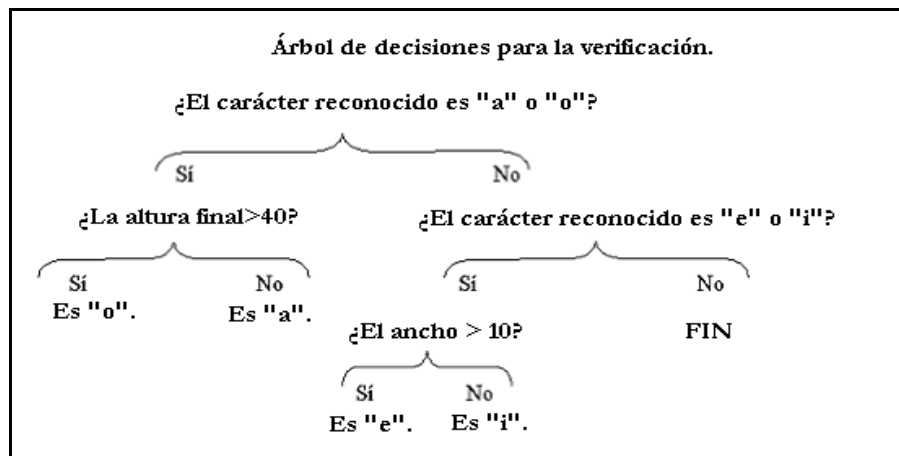 Árbol de decisiones para la verificación.
¿El carácter reconocido es "a" o "o"?
Sí No
¿La altura final>40? ¿El carácter reconocido es "e" o "i"?
Sí No Sí No
Es "o". Es "a".
¿El ancho > 10? FIN
Sí No
Es "e". Es "i".